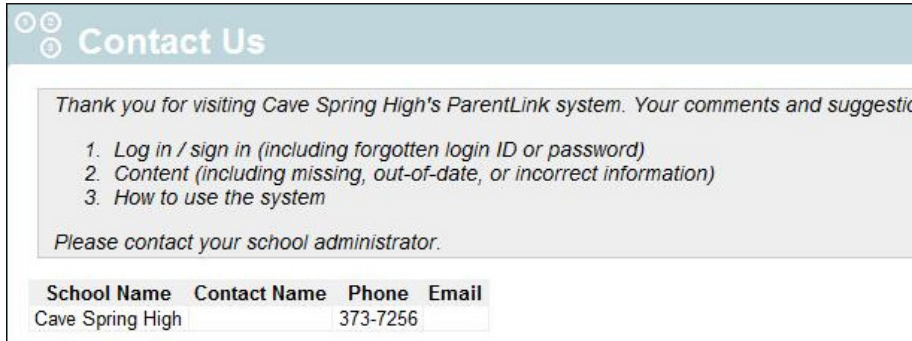 1 2
3 Contact Us
Thank you for visiting Cave Spring High's ParentLink system. Your comments and
1. Log in / sign in (including forgotten login ID or password)
2. Content (including missing, out-of-date, or incorrect information)
3. How to use the system
Please contact your school administrator.
School Name Contact Name Phone Email
Cave Spring High 373-7256